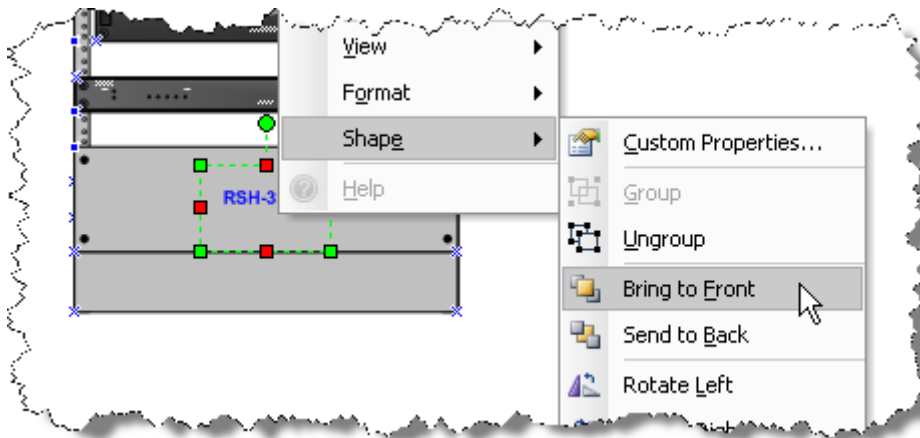 View
Format
Shape
Help
RSH-3
Custom Properties...
Group
Ungroup
Bring to Front
Send to Back
Rotate Left